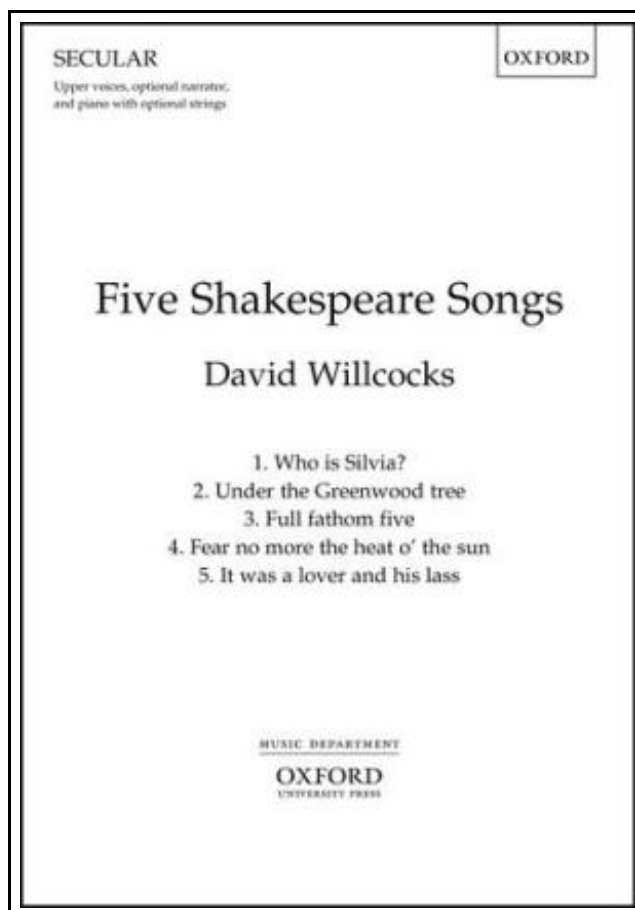 SECULAR
OXFORD
Upper voices, optional narrator,
and piano with optional strings
Five Shakespeare Songs
David Willcocks
1. Who is Silvia?
2. Under the Greenwood tree
3. Full fathom five
4. Fear no more the heat o' the sun
5. It was a lover and his lass
MUSIC DEPARTMENT
OXFORD
UNIVERSITY PRESS